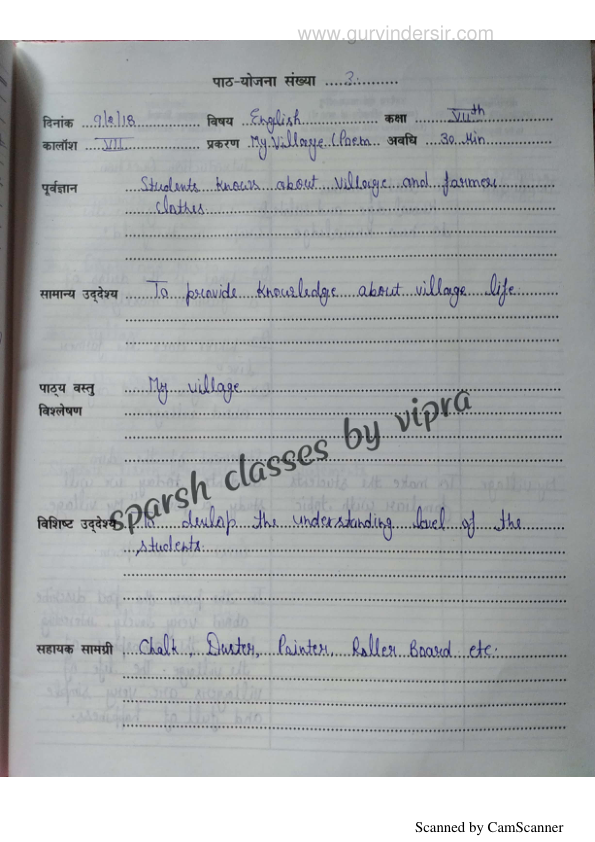 www.gurvindersir.com
पाठ-योजना संख्या ....3...........
दिनांक 9/8/18 विषय English कक्षा VIIth
कालाँश VII प्रकरण My Village (Poem अवधि 30 Min
पूर्वज्ञान Students knows about village and farmer
clothes
सामान्य उद्देश्य To provide knowledge about village life.
पाठ्य वस्तु My village
विश्लेषण
sparsh classes by vipra
विशिष्ट उद्देश्य To devlop the understanding level of the
students.
सहायक सामग्री Chalk, Duster, Painter, Roller Board etc.
Scanned by CamScanner